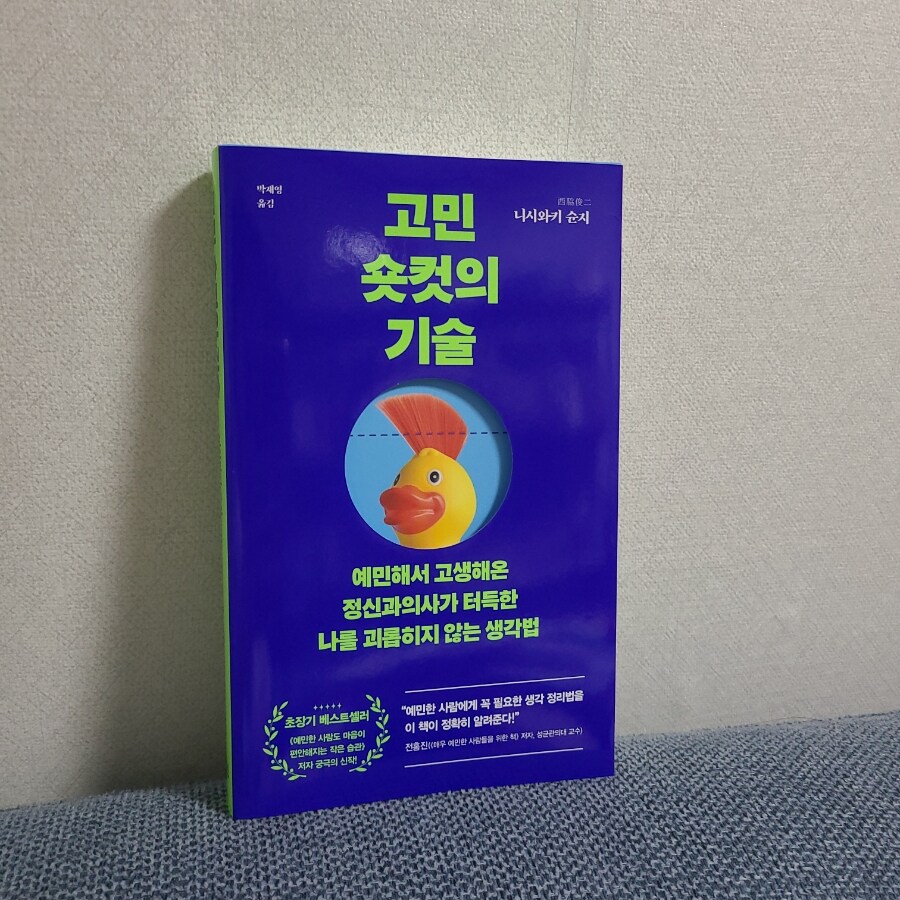 박재영
옮김
西脇俊二
니시와키 슌지
고민
숏컷의
기술
예민해서 고생해온
정신과의사가 터득한
나를 괴롭히지 않는 생각법
초장기 베스트셀러
《예민한 사람도 마음이
편안해지는 작은 습관》
저자 궁극의 신작!
“예민한 사람에게 꼭 필요한 생각 정리법을
이 책이 정확히 알려준다!”
전홍진(《매우 예민한 사람들을 위한 책》 저자, 성균관의대 교수)